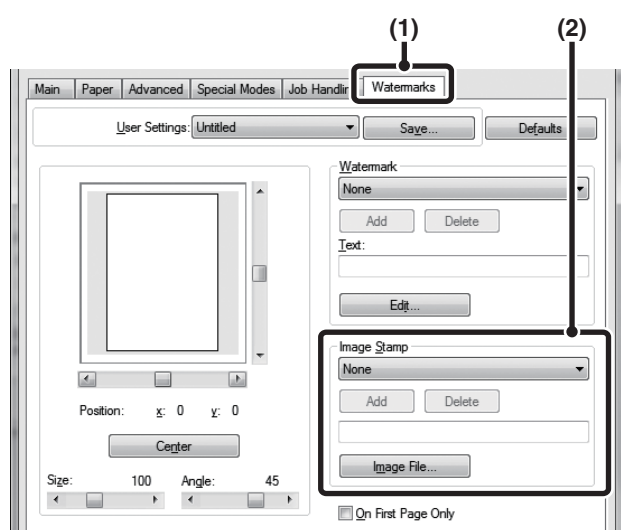 (1) (2)
Main Paper Advanced Special Modes Job Handlin Watermarks
User Settings: Untitled Save... Defaults
Watermark
None
Add Delete
Text:
Edit...
Image Stamp
None
Add Delete
Image File...
On First Page Only
Position: x: 0 y: 0
Center
Size: 100 Angle: 45